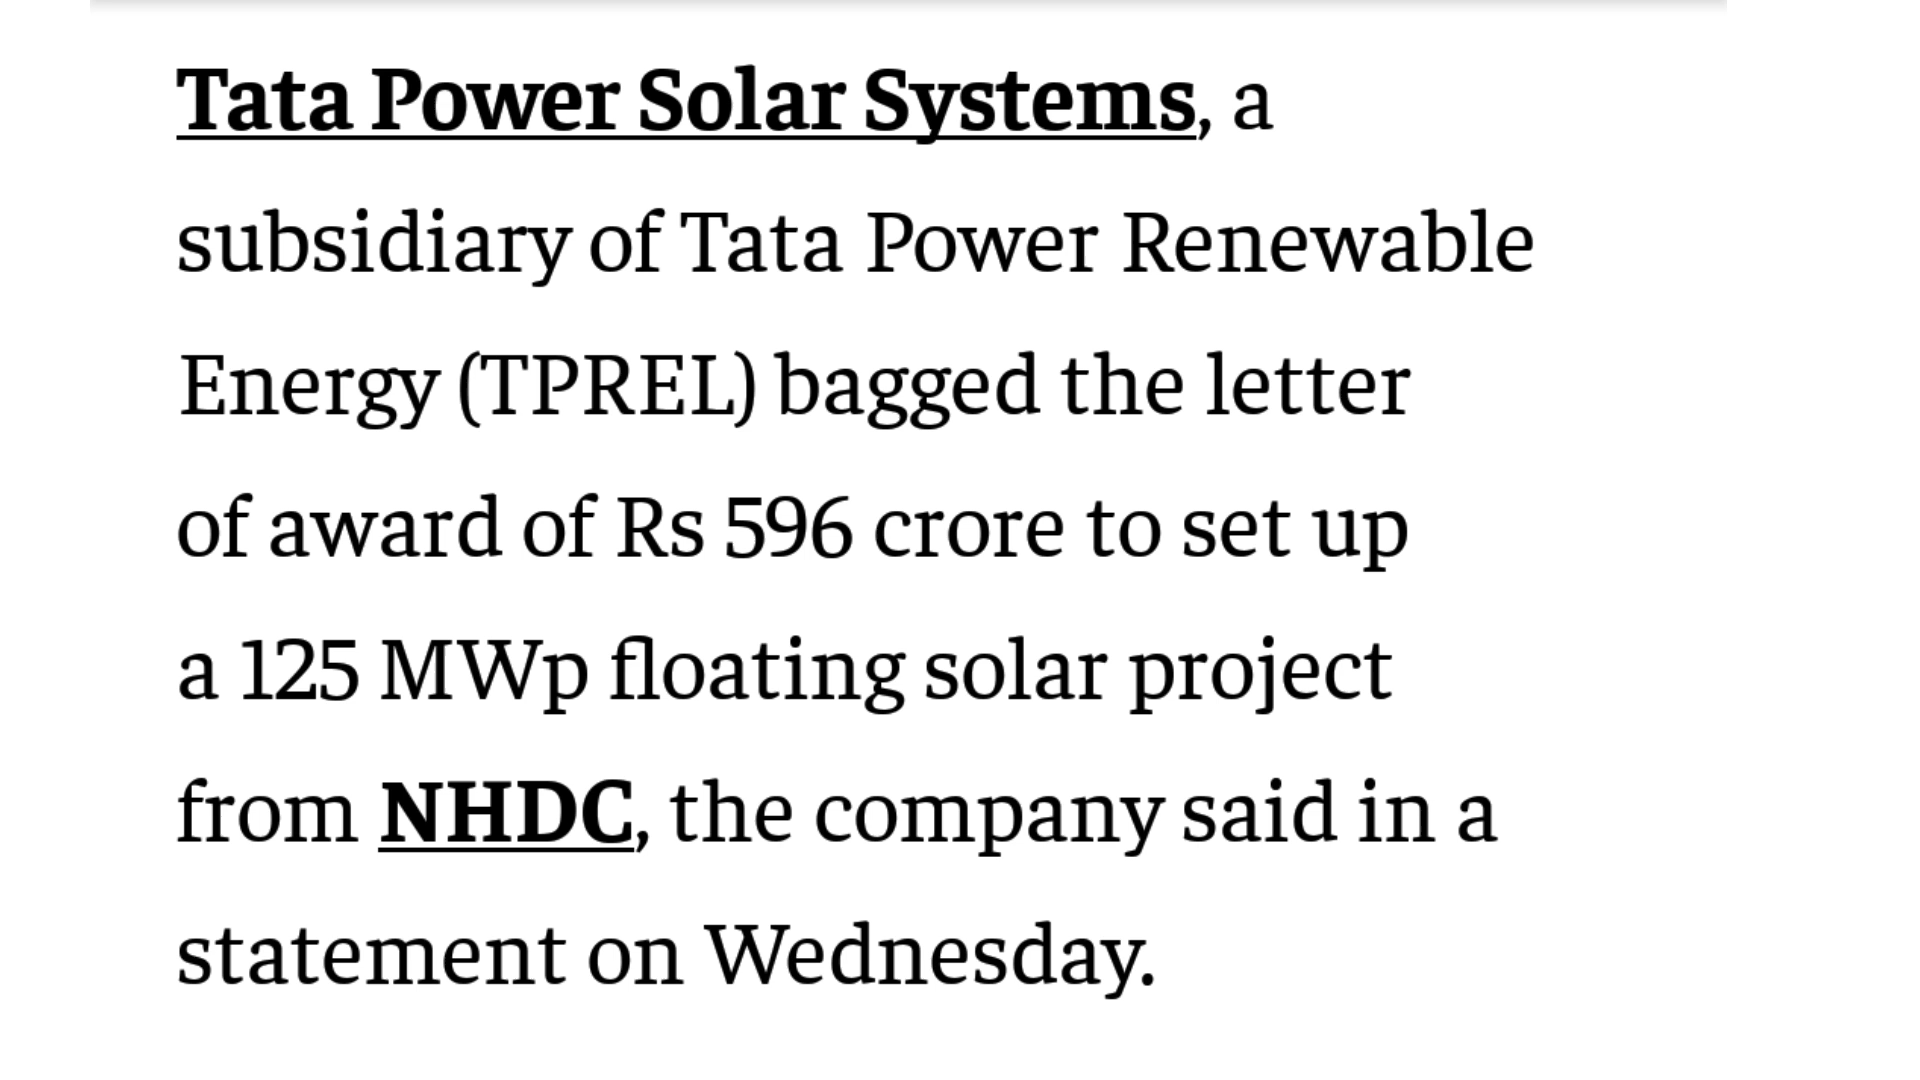 Tata Power Solar Systems, a
subsidiary of Tata Power Renewable
Energy (TPREL) bagged the letter
of award of Rs 596 crore to set up
a 125 MWp floating solar project
from NHDC, the company said in a
statement on Wednesday.